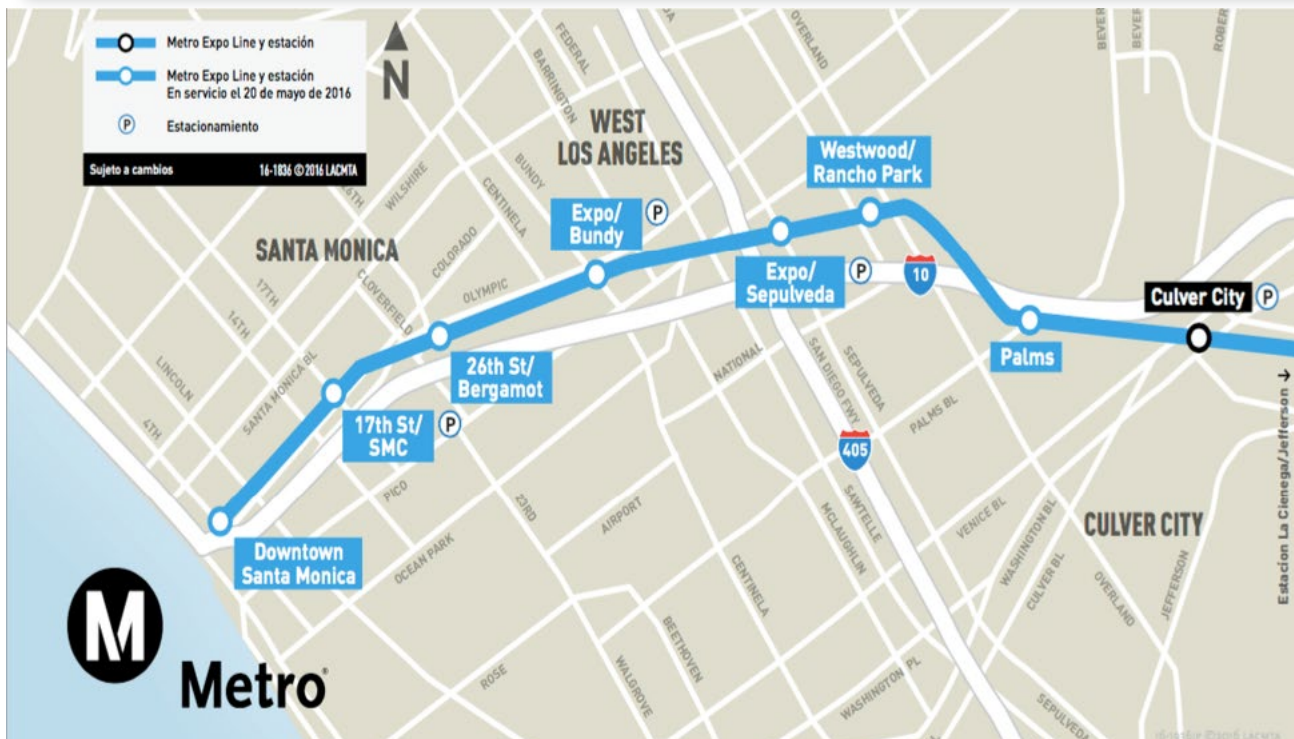 Metro Expo Line y estación
Metro Expo Line y estación
En servicio el 20 de mayo de 2016
P
Estacionamiento
Sujeto a cambios
16-1836 © 2016 LACMTA
N
FEDERAL
BARRINGTON
OVERLAND
BEVER
BEVER
ROBER
WEST
LOS ANGELES
Westwood/
Rancho Park
26TH
WILSHIRE
BUNDY
CENTINELA
Expo/
Bundy
P
SANTA MONICA
COLORADO
CLOVERFIELD
OLYMPIC
17TH
14TH
LINCOLN
4TH
SANTA MONICA BL
Expo/
Sepulveda
P
10
Culver City
P
26th St/
Bergamot
Palms
17th St/
SMC
P
NATIONAL
SAN DIEGO FWY
SEPULVEDA
PALMS BL
405
Estacion La Cienega/Jefferson →
PICO
23RD
AIRPORT
OCEAN PARK
Downtown
Santa Monica
SAWTELLE
MCLAUGHLIN
VENICE BL
WASHINGTON BL
CULVER BL
CULVER CITY
OVERLAND
JEFFERSON
CENTINELA
BEETHOVEN
WALGROVE
ROSE
WASHINGTON PL
SEPULVEDA
M
Metro®